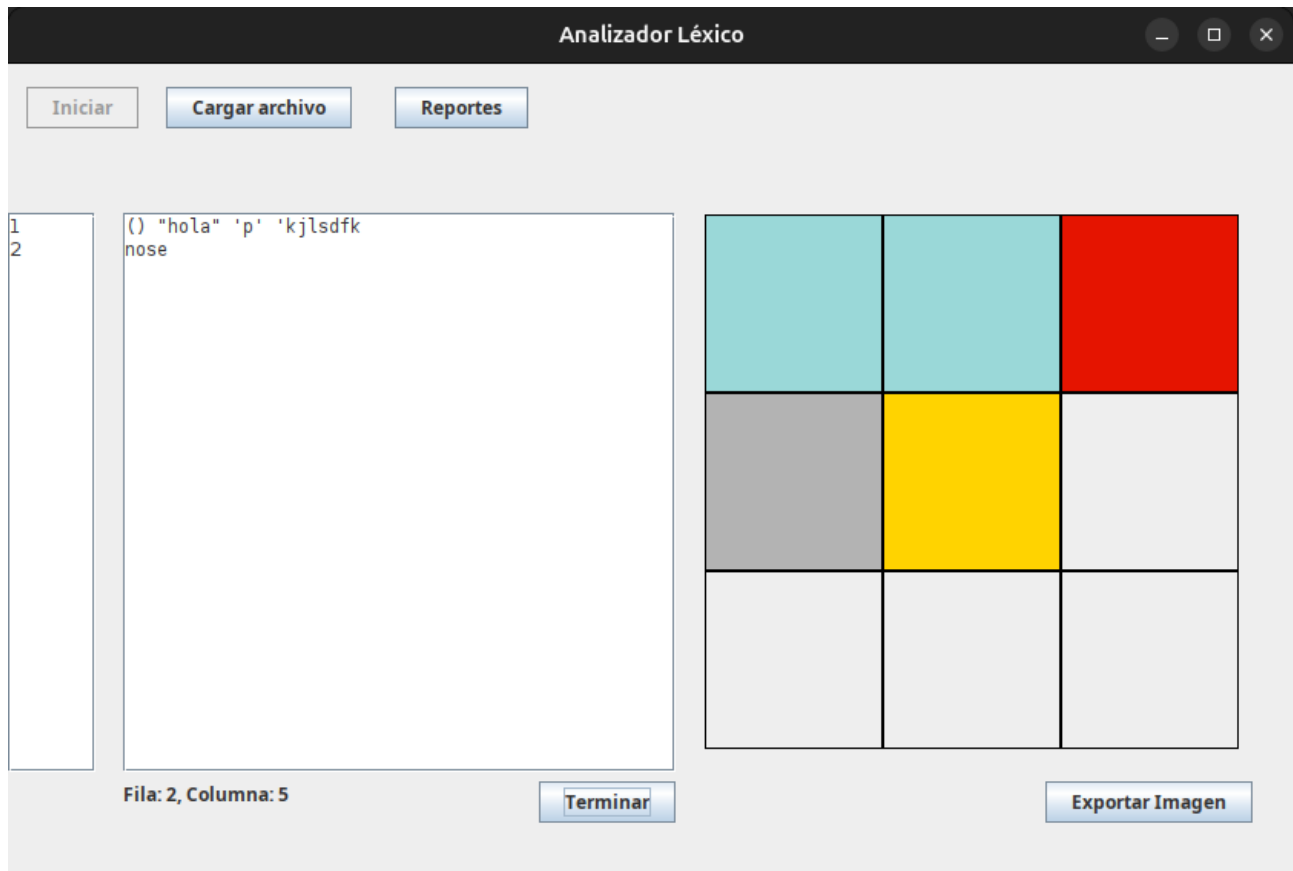 Analizador Léxico
Iniciar
Cargar archivo
Reportes
1
2
() "hola" 'p' 'kjlsdfk
nose
Fila: 2, Columna: 5
Terminar
Exportar Imagen